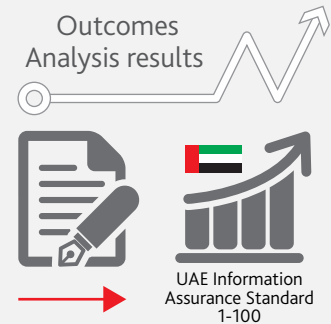 Outcomes
Analysis results
UAE Information
Assurance Standard
1-100